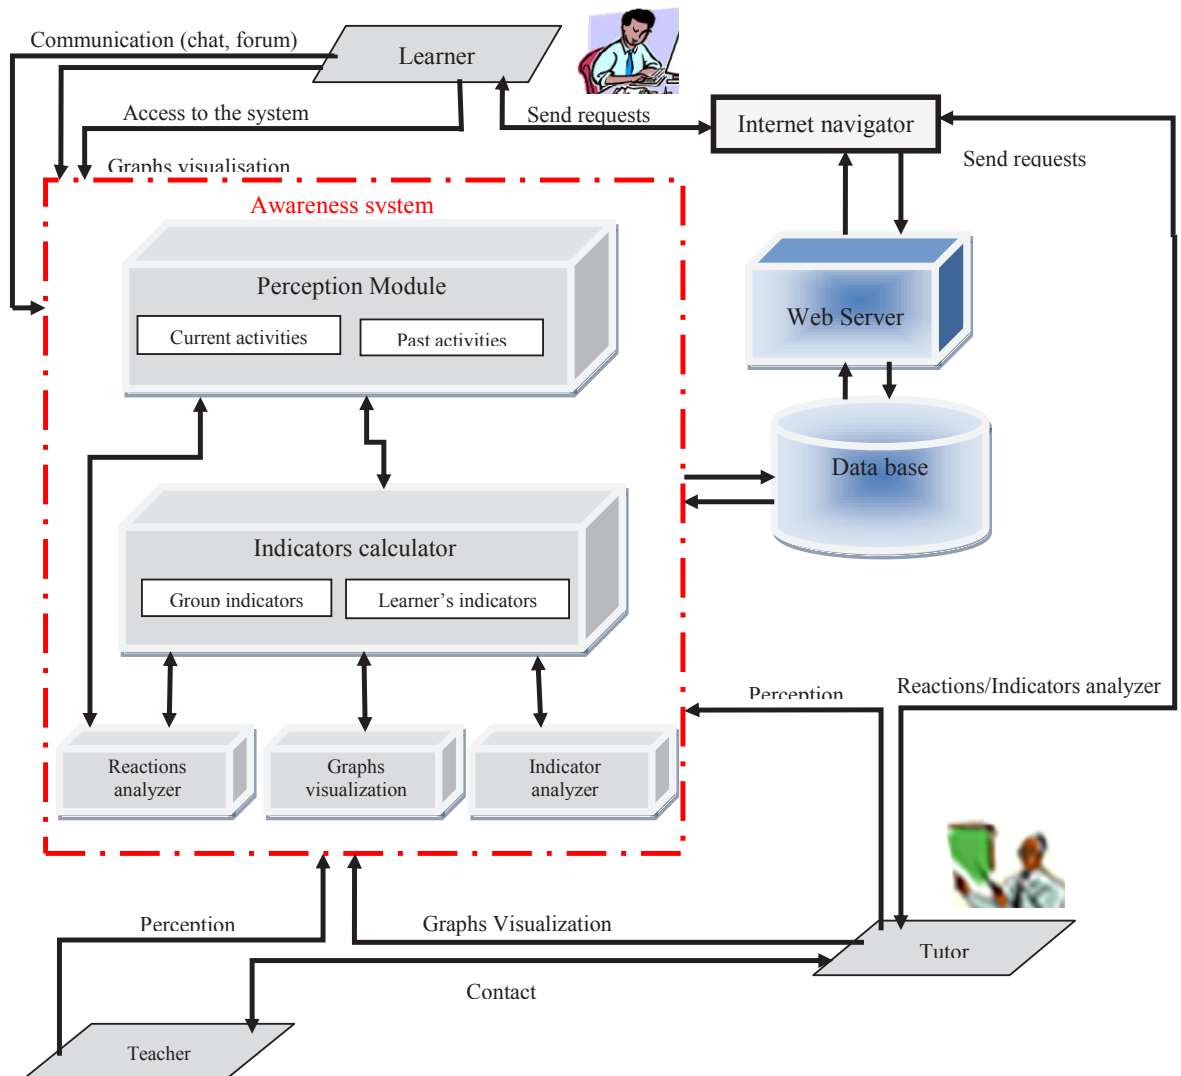 Communication (chat, forum)
Learner
Access to the system
Send requests
Internet navigator
Graphs visualisation
Send requests
Awareness system
Perception Module
Current activities
Past activities
Web Server
Data base
Indicators calculator
Group indicators
Learner's indicators
Perception
Reactions/Indicators analyzer
Reactions
analyzer
Graphs
visualization
Indicator
analyzer
Perception
Graphs Visualization
Tutor
Contact
Teacher